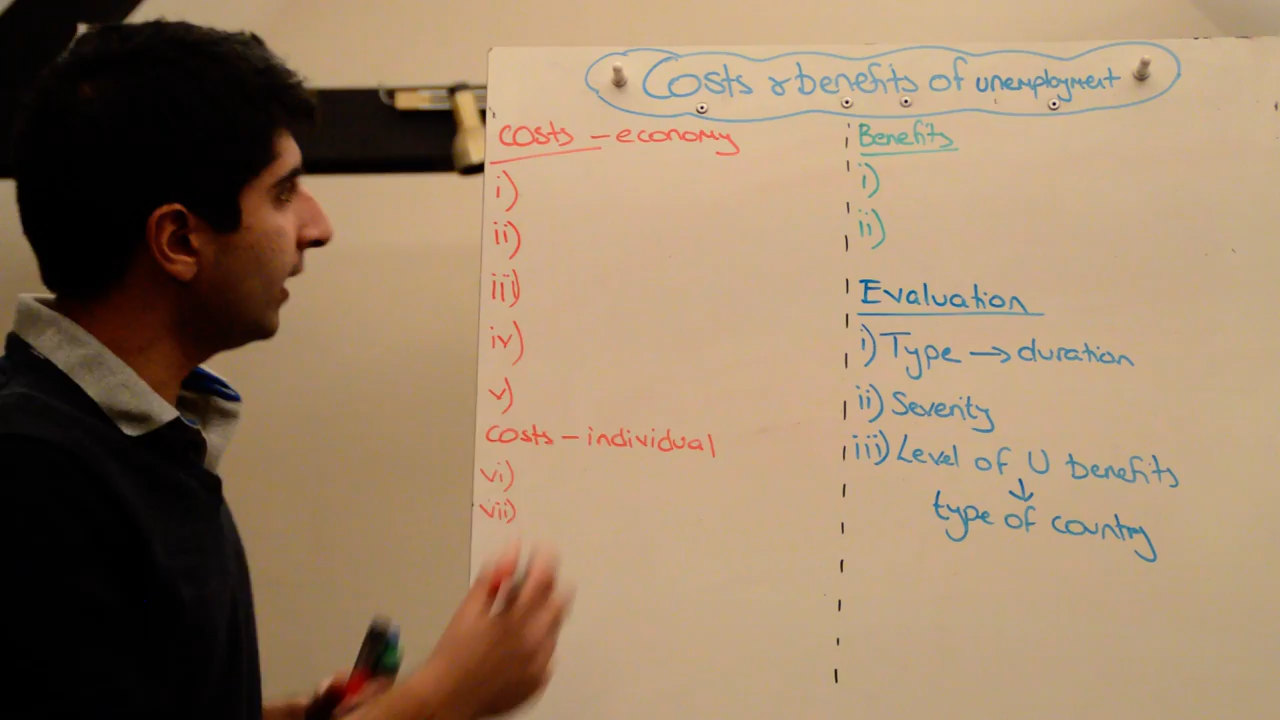 Costs & benefits of unemployment
Costs - economy
i)
ii)
iii)
iv)
v)
Costs - individual
vi)
vii)
Benefits
i)
ii)
Evaluation
i) Type → duration
ii) Severity
iii) Level of U benefits
↓
type of country